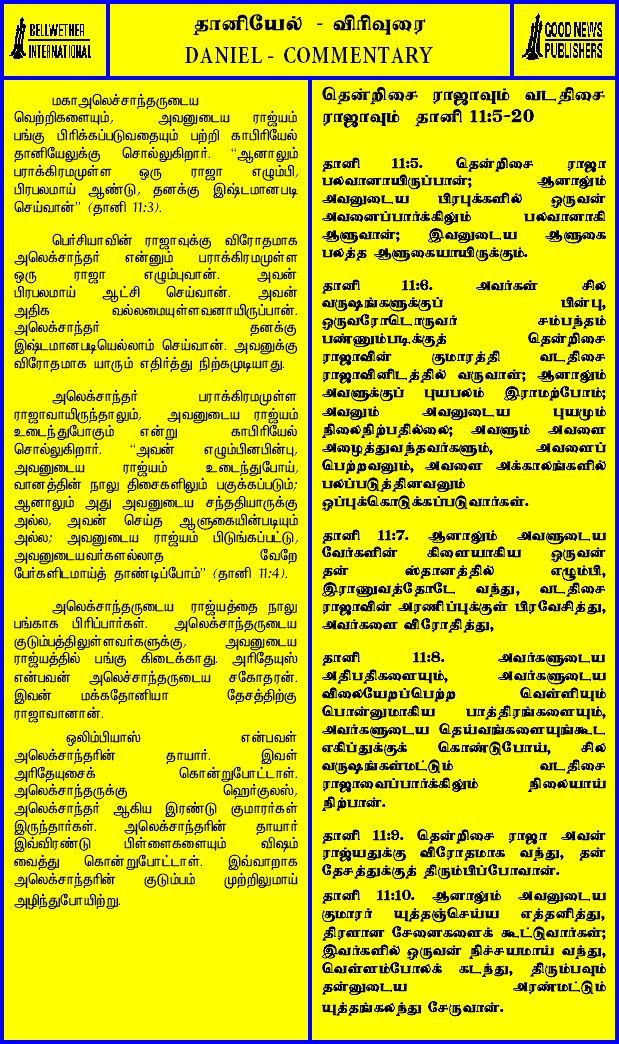 BELLWETHER
INTERNATIONAL
தானியேல் - விரிவுரை
DANIEL - COMMENTARY
GOOD NEWS
PUBLISHERS
மகாஅலெச்சாந்தருடைய
வெற்றிகளையும், அவனுடைய ராஜ்யம்
பங்கு பிரிக்கப்படுவதையும் பற்றி காபிரியேல்
தானியேலுக்கு சொல்லுகிறார். “ஆனாலும்
பராக்கிரமமுள்ள ஒரு ராஜா எழும்பி,
பிரபலமாய் ஆண்டு, தனக்கு இஷ்டமானபடி
செய்வான்” (தானி 11:3).
பெர்சியாவின் ராஜாவுக்கு விரோதமாக
அலெக்சாந்தர் என்னும் பராக்கிரமமுள்ள
ஒரு ராஜா எழும்புவான். அவன்
பிரபலமாய் ஆட்சி செய்வான். அவன்
அதிக வல்லமையுள்ளவனாயிருப்பான்.
அலெக்சாந்தர் தனக்கு
இஷ்டமானபடியெல்லாம் செய்வான். அவனுக்கு
விரோதமாக யாரும் எதிர்த்து நிற்கமுடியாது.
அலெக்சாந்தர் பராக்கிரமமுள்ள
ராஜாவாயிருந்தாலும், அவனுடைய ராஜ்யம்
உடைந்துபோகும் என்று காபிரியேல்
சொல்லுகிறார். “அவன் எழும்பினபின்பு,
அவனுடைய ராஜ்யம் உடைந்துபோய்,
வானத்தின் நாலு திசைகளிலும் பகுக்கப்படும்;
ஆனாலும் அது அவனுடைய சந்ததியாருக்கு
அல்ல, அவன் செய்த ஆளுகையின்படியும்
அல்ல; அவனுடைய ராஜ்யம் பிடுங்கப்பட்டு,
அவனுடையவர்களல்லாத வேறே
பேர்களிடமாய்த் தாண்டிப்போம்” (தானி 11:4).
அலெக்சாந்தருடைய ராஜ்யத்தை நாலு
பங்காக பிரிப்பார்கள். அலெக்சாந்தருடைய
குடும்பத்திலுள்ளவர்களுக்கு, அவனுடைய
ராஜ்யத்தில் பங்கு கிடைக்காது. அரிதேயுஸ்
என்பவன் அலெச்சாந்தருடைய சகோதரன்.
இவன் மக்கதோனியா தேசத்திற்கு
ராஜாவானான்.
ஒலிம்பியாஸ் என்பவள்
அலெக்சாந்தரின் தாயார். இவள்
அரிதேயுசைக் கொன்றுபோட்டாள்.
அலெக்சாந்தருக்கு ஹெர்குலஸ்,
அலெக்சாந்தர் ஆகிய இரண்டு குமாரர்கள்
இருந்தார்கள். அலெக்சாந்தரின் தாயார்
இவ்விரண்டு பிள்ளைகளையும் விஷம்
வைத்து கொன்றுபோட்டாள். இவ்வாறாக
அலெக்சாந்தரின் குடும்பம் முற்றிலுமாய்
அழிந்துபோயிற்று.
தென்றிசை ராஜாவும் வடதிசை
ராஜாவும் தானி 11:5-20
தானி 11:5. தென்றிசை ராஜா
பலவானாயிருப்பான்; ஆனாலும்
அவனுடைய பிரபுக்களில் ஒருவன்
அவனைப்பார்க்கிலும் பலவானாகி
ஆளுவான்; இவனுடைய ஆளுகை
பலத்த ஆளுகையாயிருக்கும்.
தானி 11:6. அவர்கள் சில
வருஷங்களுக்குப் பின்பு,
ஒருவரோடொருவர் சம்பந்தம்
பண்ணும்படிக்குத் தென்றிசை
ராஜாவின் குமாரத்தி வடதிசை
ராஜாவினிடத்தில் வருவாள்; ஆனாலும்
அவளுக்குப் புயபலம் இராமற்போம்;
அவனும் அவனுடைய புயமும்
நிலைநிற்பதில்லை; அவளும் அவளை
அழைத்துவந்தவர்களும், அவளைப்
பெற்றவனும், அவளை அக்காலங்களில்
பலப்படுத்தினவனும்
ஒப்புக்கொடுக்கப்படுவார்கள்.
தானி 11:7. ஆனாலும் அவளுடைய
வேர்களின் கிளையாகிய ஒருவன்
தன் ஸ்தானத்தில் எழும்பி,
இராணுவத்தோடே வந்து, வடதிசை
ராஜாவின் அரணிப்புக்குள் பிரவேசித்து,
அவர்களை விரோதித்து,
தானி 11:8. அவர்களுடைய
அதிபதிகளையும், அவர்களுடைய
விலையேறப்பெற்ற வெள்ளியும்
பொன்னுமாகிய பாத்திரங்களையும்,
அவர்களுடைய தெய்வங்களையுங்கூட
எகிப்துக்குக் கொண்டுபோய், சில
வருஷங்கள்மட்டும் வடதிசை
ராஜாவைப்பார்க்கிலும் நிலையாய்
நிற்பான்.
தானி 11:9. தென்றிசை ராஜா அவன்
ராஜ்யதுக்கு விரோதமாக வந்து, தன்
தேசத்துக்குத் திரும்பிப்போவான்.
தானி 11:10. ஆனாலும் அவனுடைய
குமாரர் யுத்தஞ்செய்ய எத்தனித்து,
திரளான சேனைகளைக் கூட்டுவார்கள்;
இவர்களில் ஒருவன் நிச்சயமாய் வந்து,
வெள்ளம்போலக் கடந்து, திரும்பவும்
தன்னுடைய அரண்மட்டும்
யுத்தங்கலந்து சேருவான்.